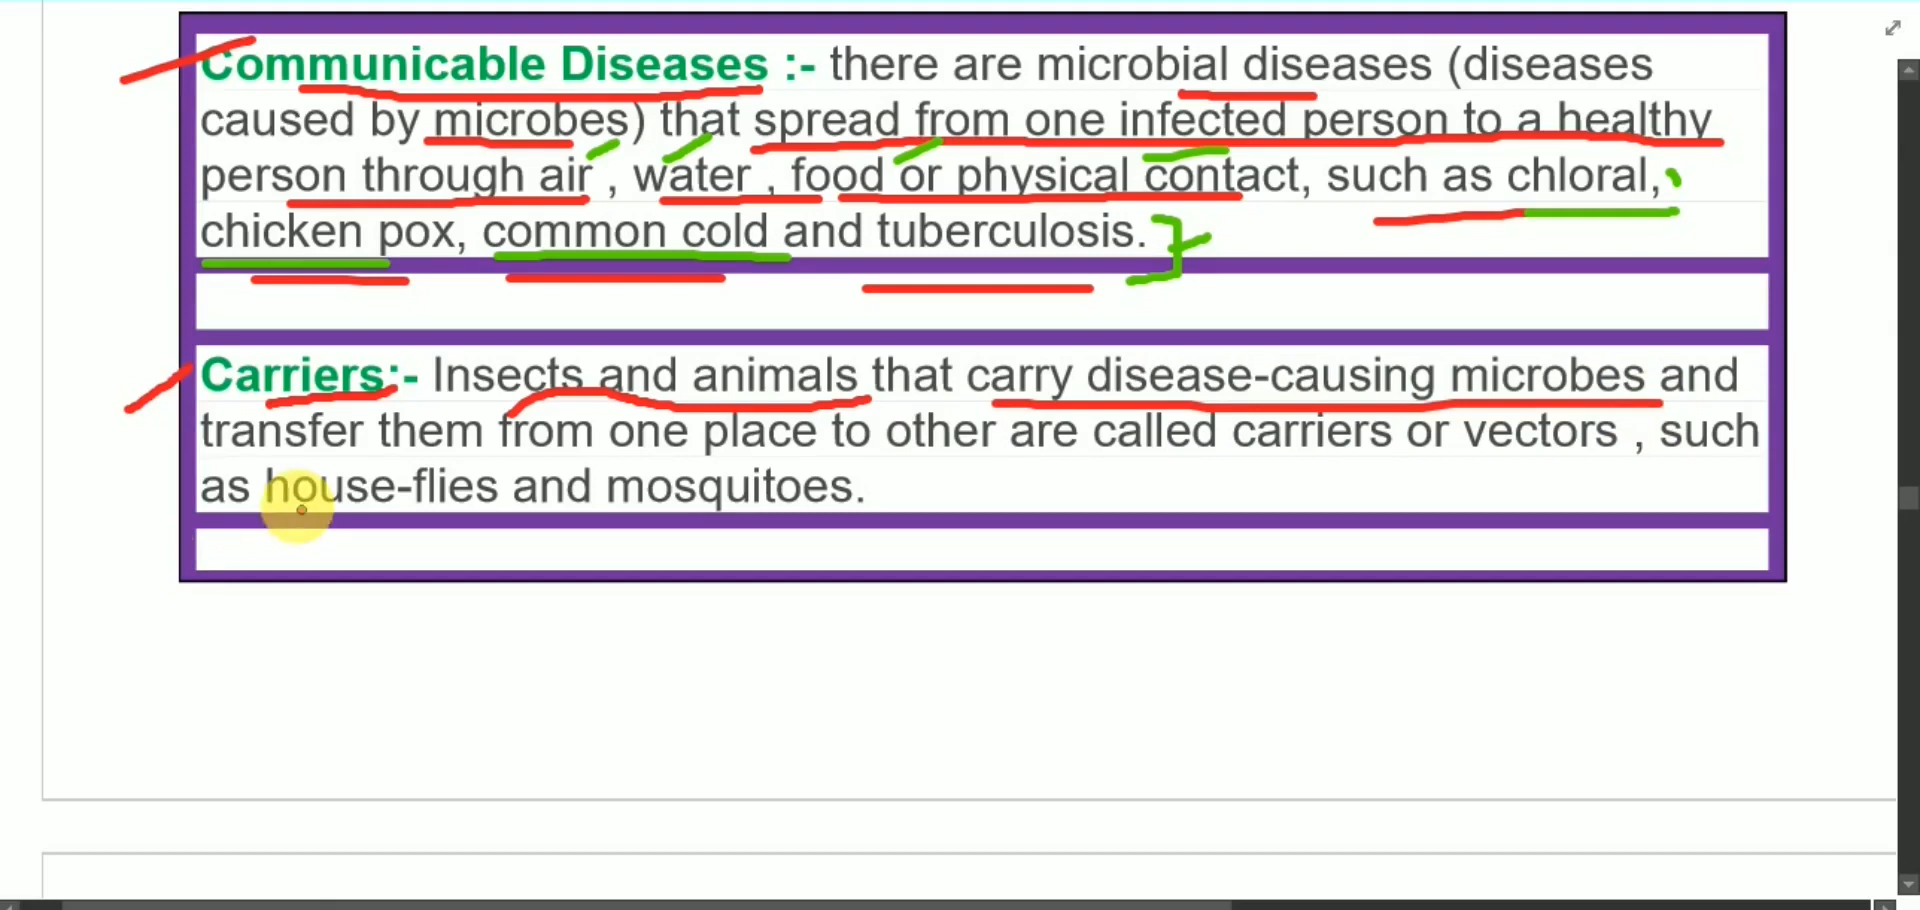 Communicable Diseases :- there are microbial diseases (diseases
caused by microbes) that spread from one infected person to a healthy
person through air , water , food or physical contact, such as chloral,
chicken pox, common cold and tuberculosis.
Carriers:- Insects and animals that carry disease-causing microbes and
transfer them from one place to other are called carriers or vectors , such
as house-flies and mosquitoes.